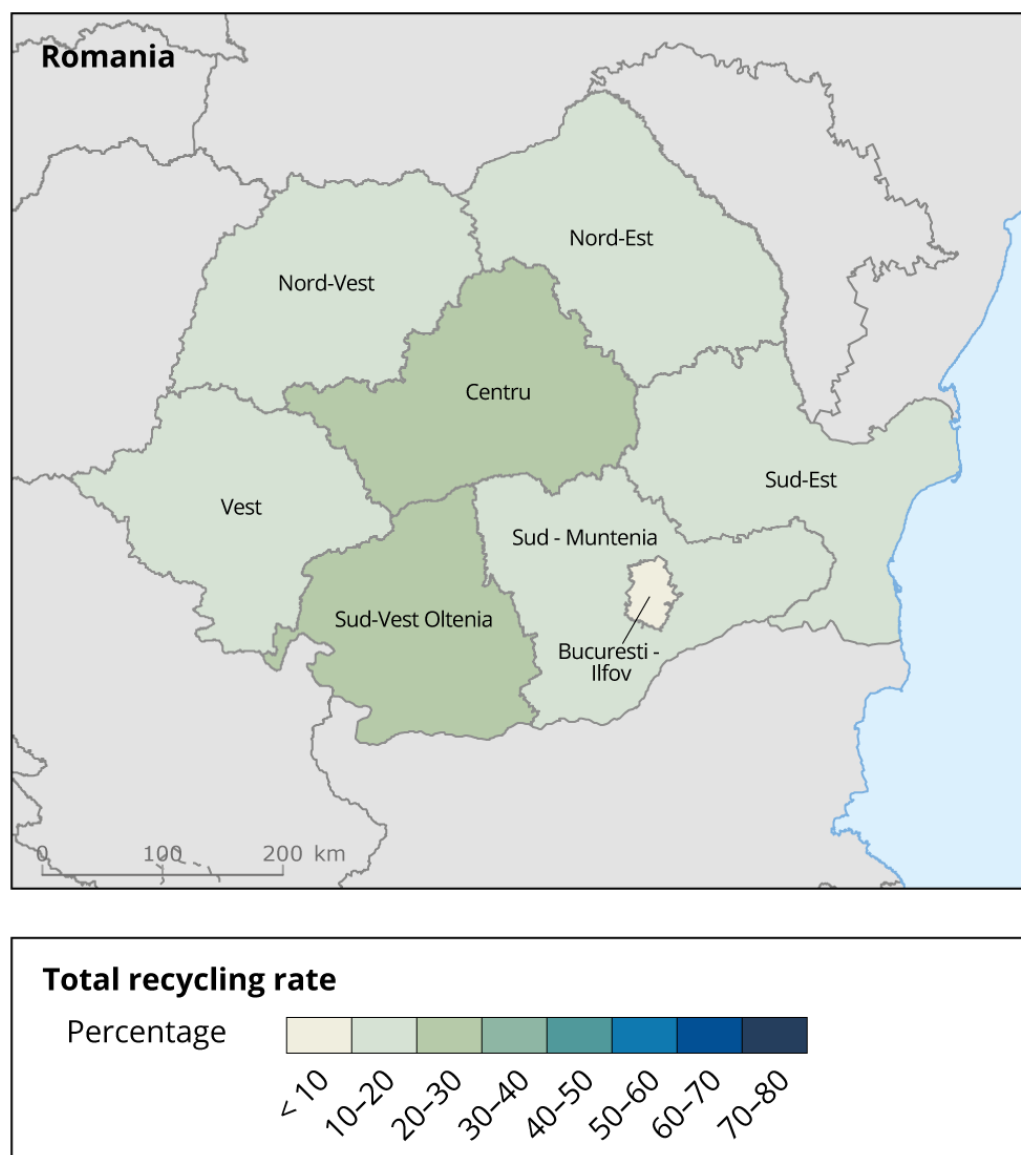 Romania
Nord-Est
Nord-Vest
Centru
Sud-Est
Vest
Sud - Muntenia
Sud-Vest Oltenia
Bucuresti -
Ilfov
0 100 200 km
Total recycling rate
Percentage
< 10
10–20
20–30
30–40
40–50
50–60
60–70
70–80